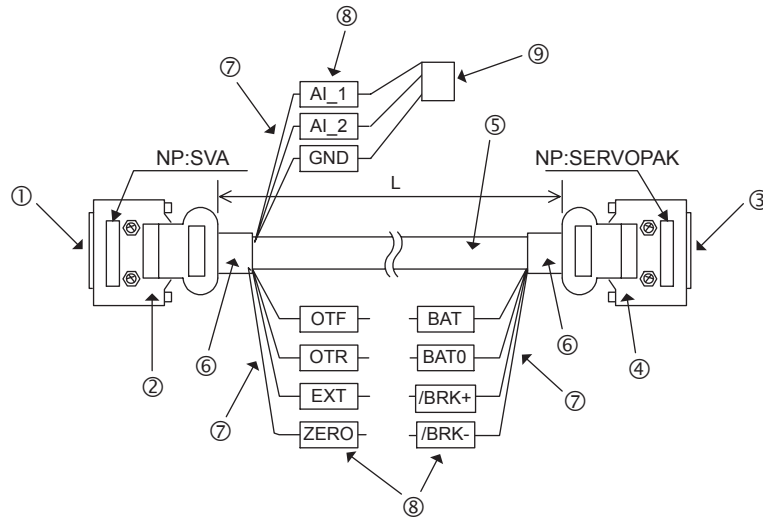 ⑧
⑨
⑦
AI_1
AI_2
GND
⑤
NP:SVA
NP:SERVOPAK
①
L
③
②
⑥
⑥
④
OTF
BAT
OTR
BAT0
⑦
⑦
EXT
/BRK+
ZERO
/BRK-
⑧